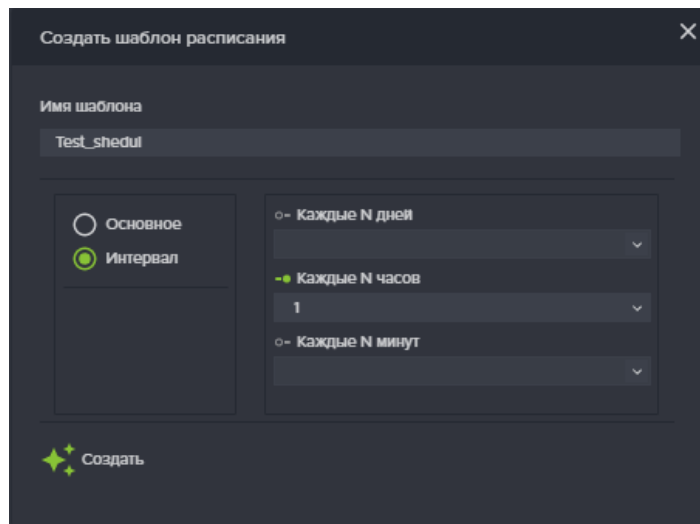 Создать шаблон расписания
Имя шаблона
Test_shedul
Основное
Интервал
Каждые N дней
Каждые N часов
1
Каждые N минут
Создать